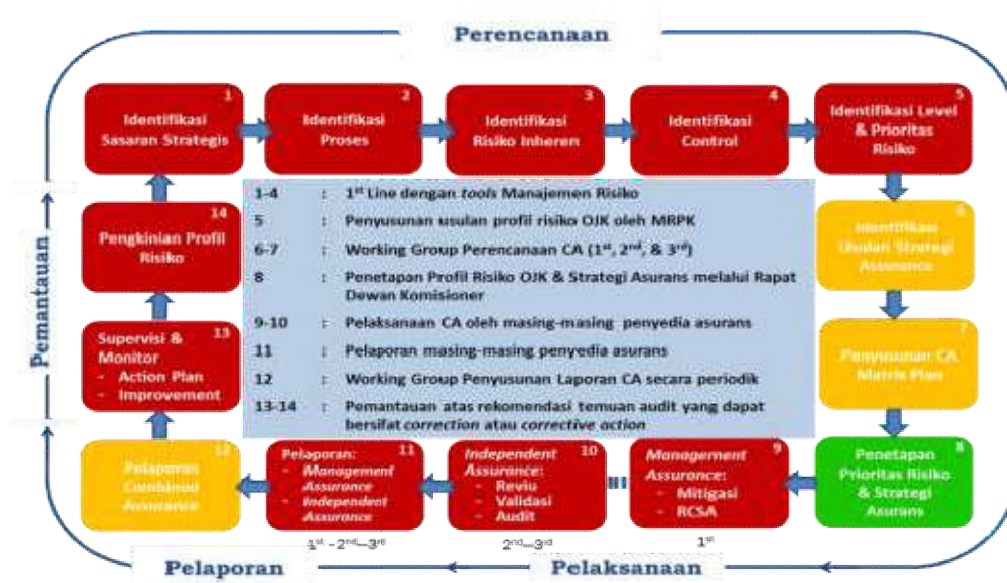 Perencanaan
1
Identifikasi
Sasaran Strategis
2
Identifikasi
Proses
3
Identifikasi
Risiko Inheren
4
Identifikasi
Control
5
Identifikasi Level
& Prioritas
Risiko
6
Identifikasi
Usulan Strategi
Assurance
7
Penyusunan CA
Matrix Plan
8
Penetapan
Prioritas Risiko
& Strategi
Asurans
9
Management
Assurance:
- Mitigasi
- RCSA
1st
10
Independent
Assurance:
- Reviu
- Validasi
- Audit
2nd—3rd
11
Pelaporan:
- Management
Assurance
- Independent
Assurance
1st -2nd—3rd
12
Pelaporan
Combined
Assurance
13
Supervisi &
Monitor
- Action Plan
- Improvement
14
Pengkinian Profil
Risiko
1-4 : 1st Line dengan tools Manajemen Risiko
5 : Penyusunan usulan profil risiko OJK oleh MRPK
6-7 : Working Group Perencanaan CA (1st, 2nd, & 3rd)
8 : Penetapan Profil Risiko OJK & Strategi Asurans melalui Rapat
Dewan Komisioner
9-10 : Pelaksanaan CA oleh masing-masing penyedia asurans
11 : Pelaporan masing-masing penyedia asurans
12 : Working Group Penyusunan Laporan CA secara periodik
13-14 : Pemantauan atas rekomendasi temuan audit yang dapat
bersifat correction atau corrective action
Pemantauan
Pelaporan
Pelaksanaan